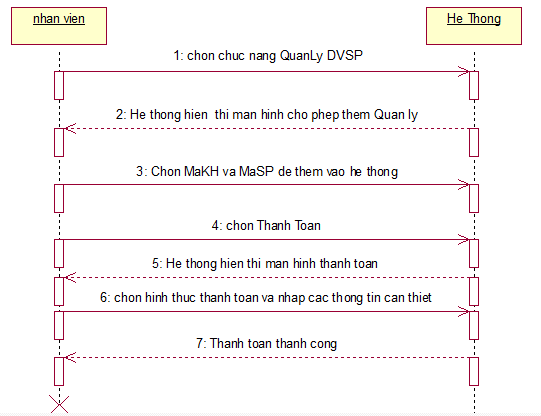 nhan vien
He Thong
1: chon chuc nang QuanLy DVSP
2: He thong hien thi man hinh cho phep them Quan ly
3: Chon MaKH va MaSP de them vao he thong
4: chon Thanh Toan
5: He thong hien thi man hinh thanh toan
6: chon hinh thuc thanh toan va nhap cac thong tin can thiet
7: Thanh toan thanh cong